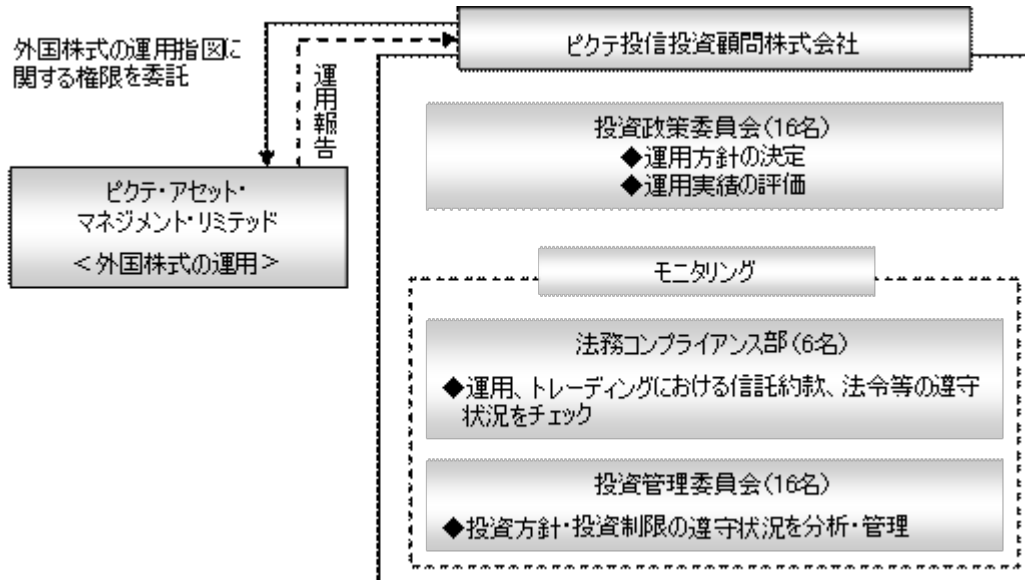 外国株式の運用指図に
関する権限を委託
運用報告
ピクテ投信投資顧問株式会社
ピクテ・アセット・
マネジメント・リミテッド
<外国株式の運用>
投資政策委員会(16名)
◆運用方針の決定
◆運用実績の評価
モニタリング
法務コンプライアンス部(6名)
◆運用、トレーディングにおける信託約款、法令等の遵守
状況をチェック
投資管理委員会(16名)
◆投資方針・投資制限の遵守状況を分析・管理